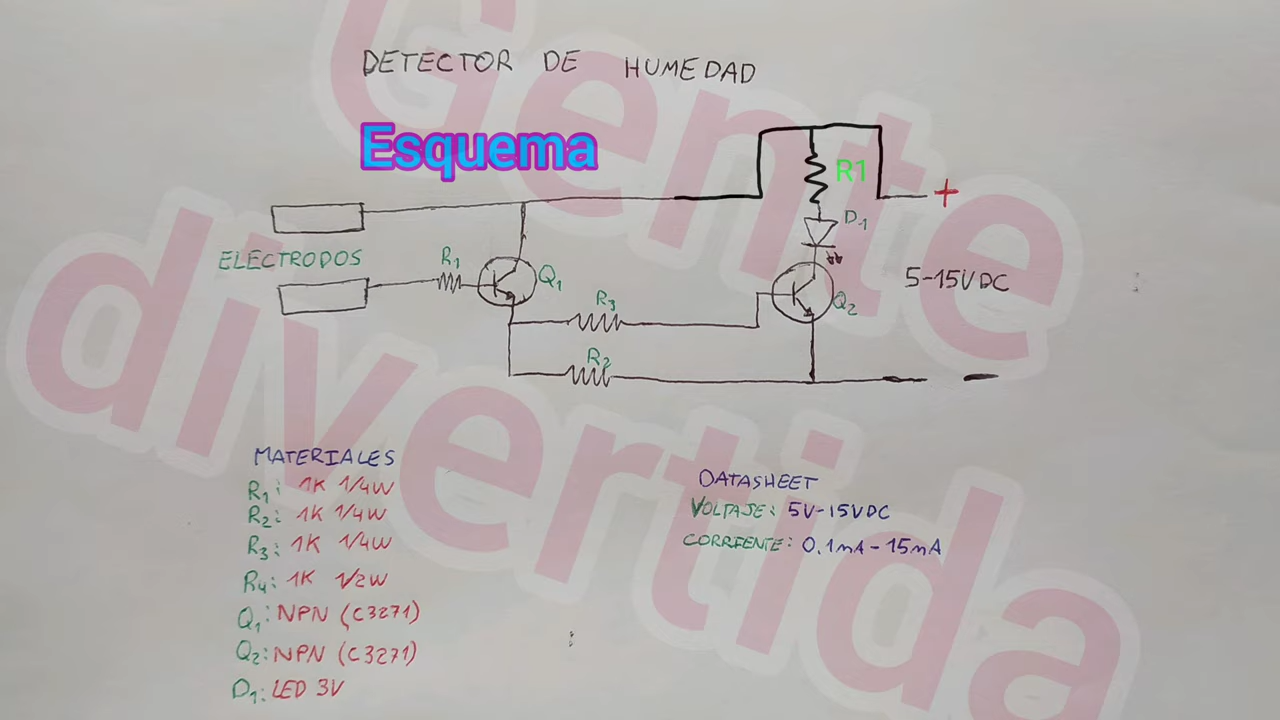 DETECTOR DE HUMEDAD
Esquema
R1
+
D1
ELECTRODOS
R1
Q1
5-15VDC
R3
Q2
R2
-
MATERIALES
R1: 1K 1/4W
R2: 1K 1/4W
R3: 1K 1/4W
R4: 1K 1/2W
Q1: NPN (C3271)
Q2: NPN (C3271)
D1: LED 3V
DATASHEET
VOLTAJE: 5V-15VDC
CORRIENTE: 0.1mA-15mA
Gente
divertida